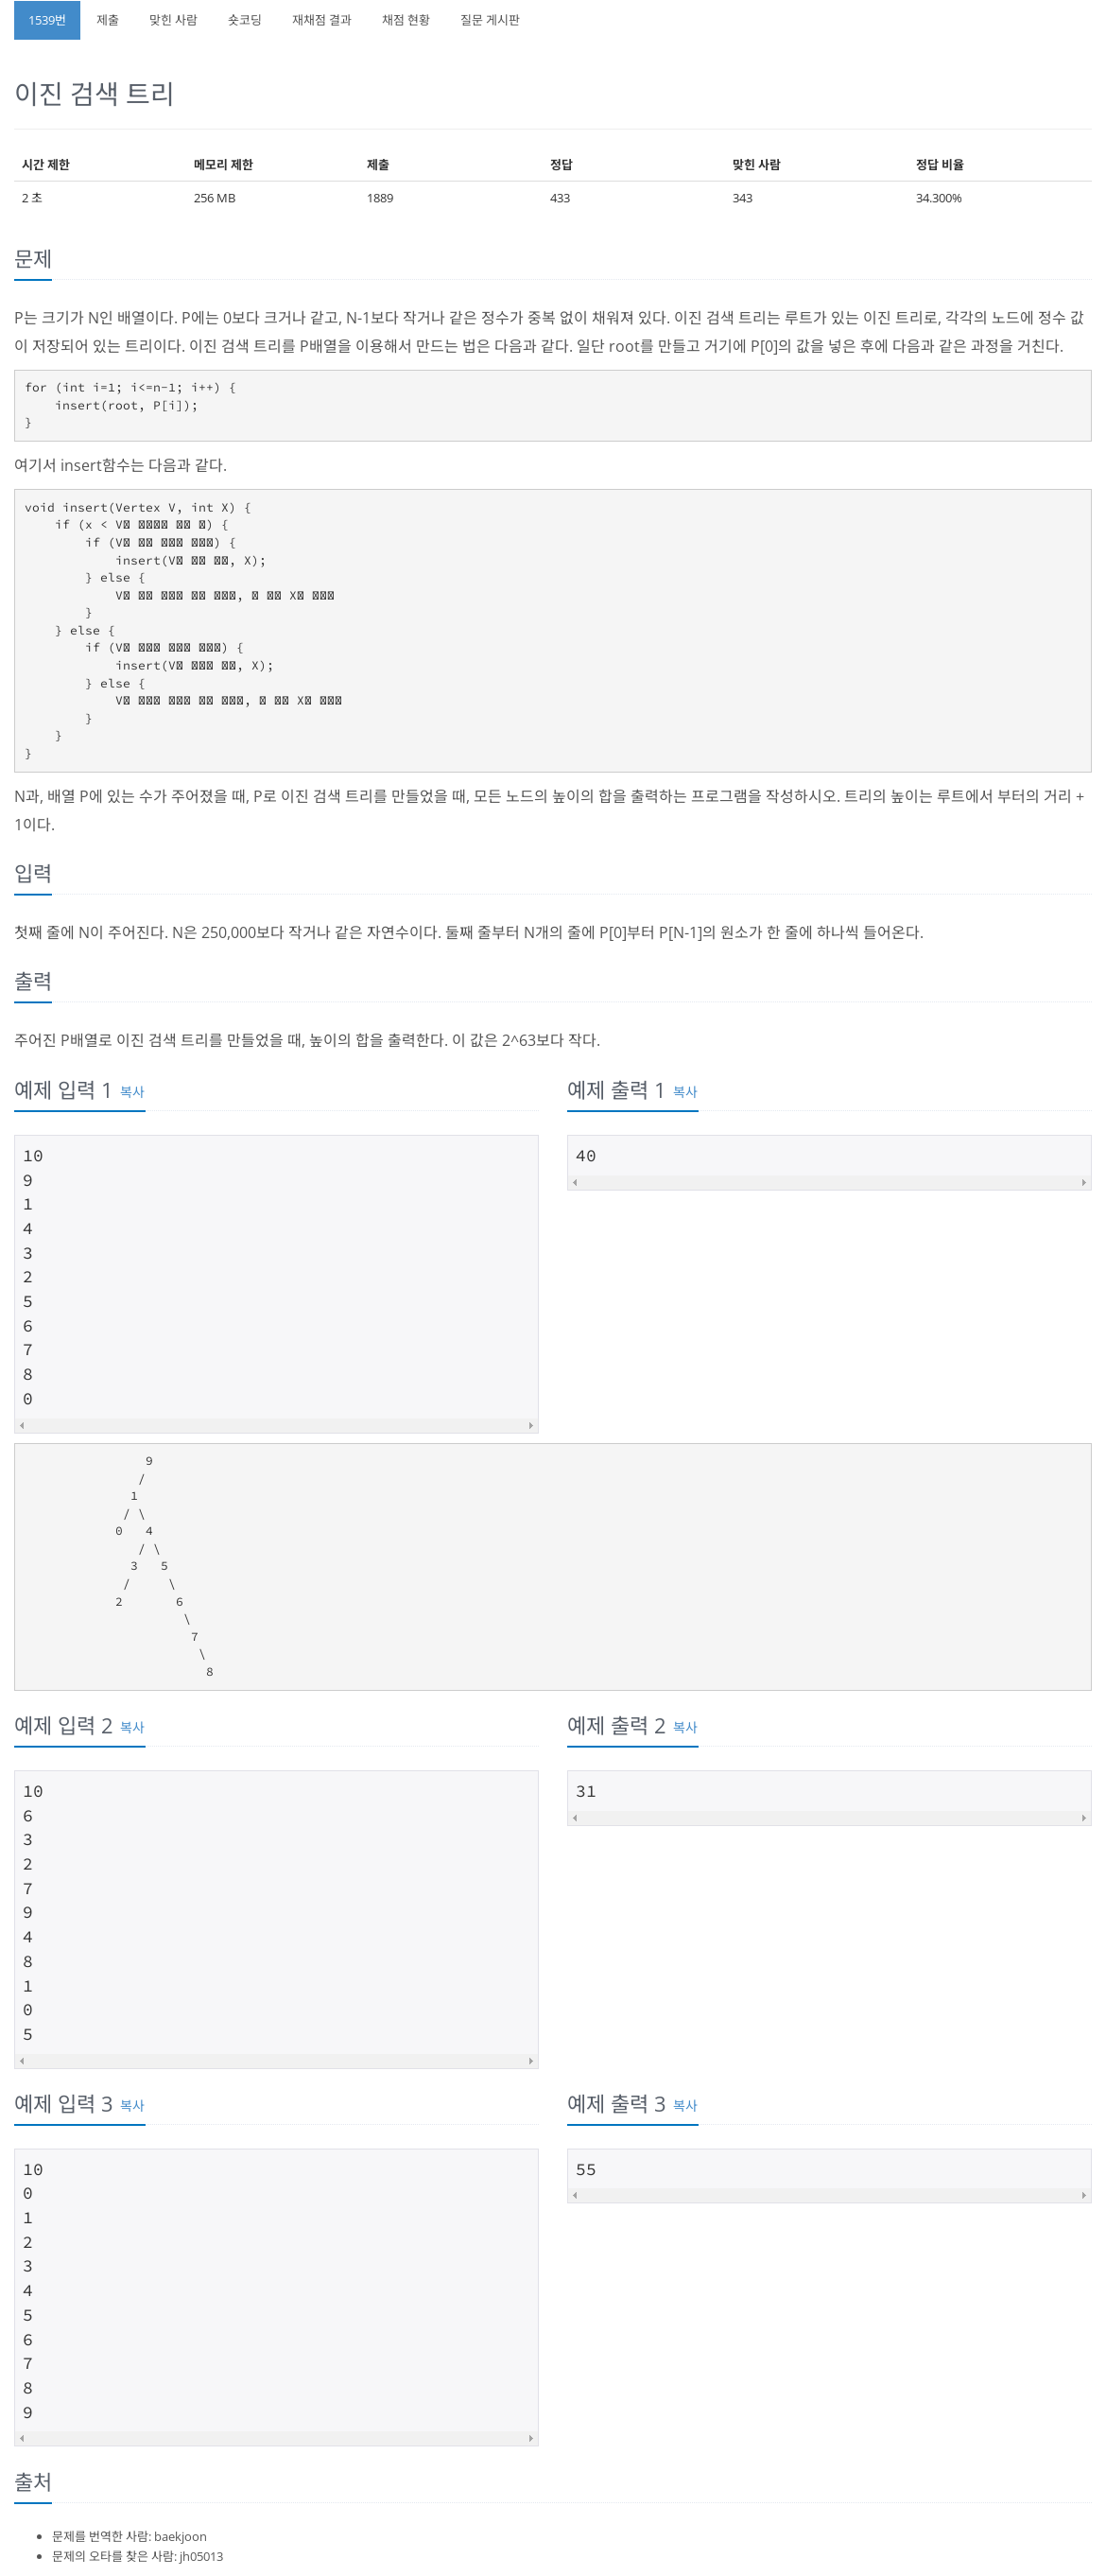 1539번 제출 맞힌 사람 숏코딩 재채점 결과 채점 현황 질문 게시판
이진 검색 트리
시간 제한 메모리 제한 제출 정답 맞힌 사람 정답 비율
2 초 256 MB 1889 433 343 34.300%
문제
P는 크기가 N인 배열이다. P에는 0보다 크거나 같고, N-1보다 작거나 같은 정수가 중복 없이 채워져 있다. 이진 검색 트리는 루트가 있는 이진 트리로, 각각의 노드에 정수 값
이 저장되어 있는 트리이다. 이진 검색 트리를 P배열을 이용해서 만드는 법은 다음과 같다. 일단 root를 만들고 거기에 P[0]의 값을 넣은 후에 다음과 같은 과정을 거친다.
for (int i=1; i<=n-1; i++) {
    insert(root, P[i]);
}
여기서 insert함수는 다음과 같다.
void insert(Vertex V, int X) {
    if (x < V) {
        if (V) {
            insert(V, X);
        } else {
            V, X
        }
    } else {
        if (V) {
            insert(V, X);
        } else {
            V, X
        }
    }
}
N과, 배열 P에 있는 수가 주어졌을 때, P로 이진 검색 트리를 만들었을 때, 모든 노드의 높이의 합을 출력하는 프로그램을 작성하시오. 트리의 높이는 루트에서 부터의 거리 +
1이다.
입력
첫째 줄에 N이 주어진다. N은 250,000보다 작거나 같은 자연수이다. 둘째 줄부터 N개의 줄에 P[0]부터 P[N-1]의 원소가 한 줄에 하나씩 들어온다.
출력
주어진 P배열로 이진 검색 트리를 만들었을 때, 높이의 합을 출력한다. 이 값은 2^63보다 작다.
예제 입력 1 복사
10
9
1
4
3
2
5
6
7
8
0
예제 출력 1 복사
40
9
/
1
/ \
0 4
/ \
3 5
/ \
2 6
\
7
\
8
예제 입력 2 복사
10
6
3
2
7
9
4
8
1
0
5
예제 출력 2 복사
31
예제 입력 3 복사
10
0
1
2
3
4
5
6
7
8
9
예제 출력 3 복사
55
출처
문제를 번역한 사람: baekjoon
문제의 오타를 찾은 사람: jh05013